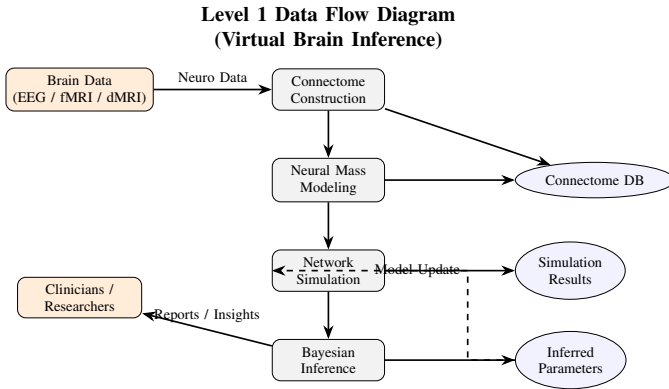 Level 1 Data Flow Diagram
(Virtual Brain Inference)
Brain Data
(EEG / fMRI / dMRI)
Neuro Data
Connectome
Construction
Neural Mass
Modeling
Connectome DB
Network
Simulation
Model Update
Simulation
Results
Clinicians /
Researchers
Reports / Insights
Bayesian
Inference
Inferred
Parameters